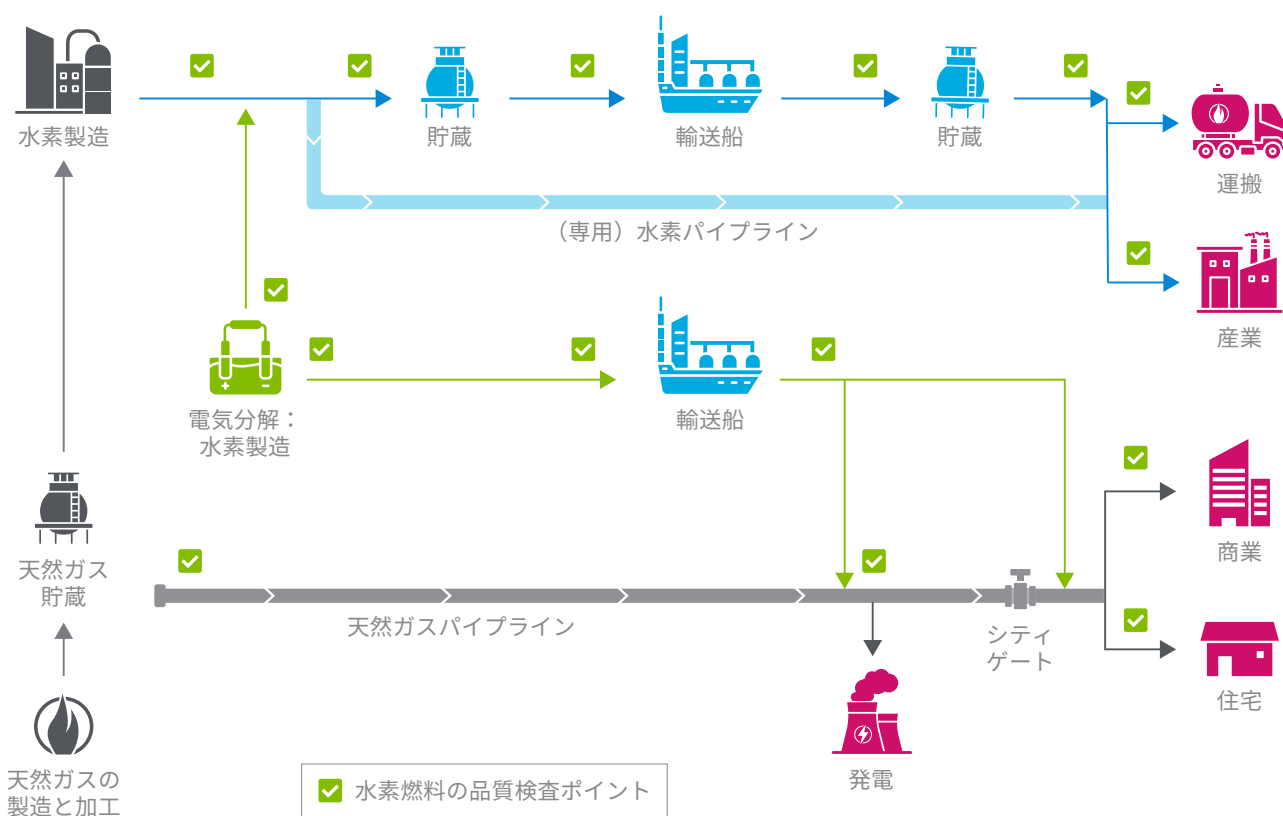 水素製造
貯蔵
輸送船
貯蔵
運搬
（専用）水素パイプライン
産業
電気分解：
水素製造
輸送船
天然ガス
貯蔵
天然ガスパイプライン
シティ
ゲート
商業
住宅
発電
天然ガスの
製造と加工
水素燃料の品質検査ポイント